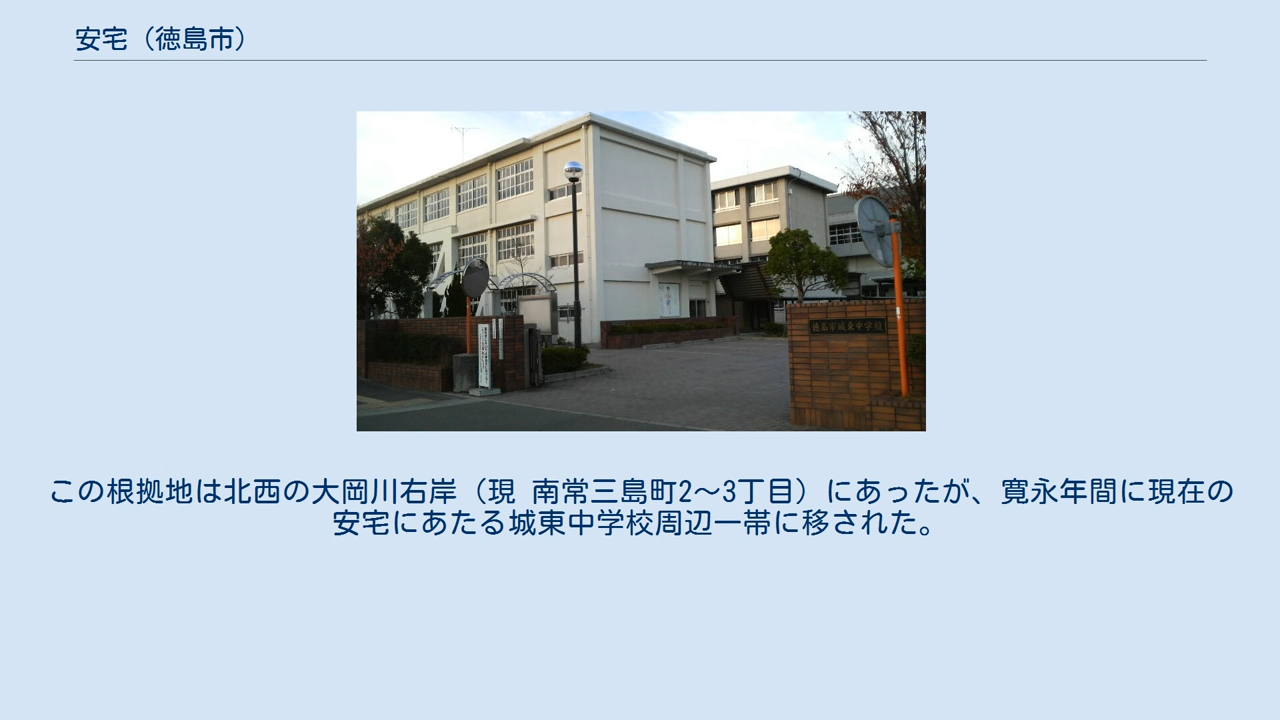 安宅（徳島市）
徳島市城東中学校
この根拠地は北西の大岡川右岸（現 南常三島町2～3丁目）にあったが、寛永年間に現在の
安宅にあたる城東中学校周辺一帯に移された。